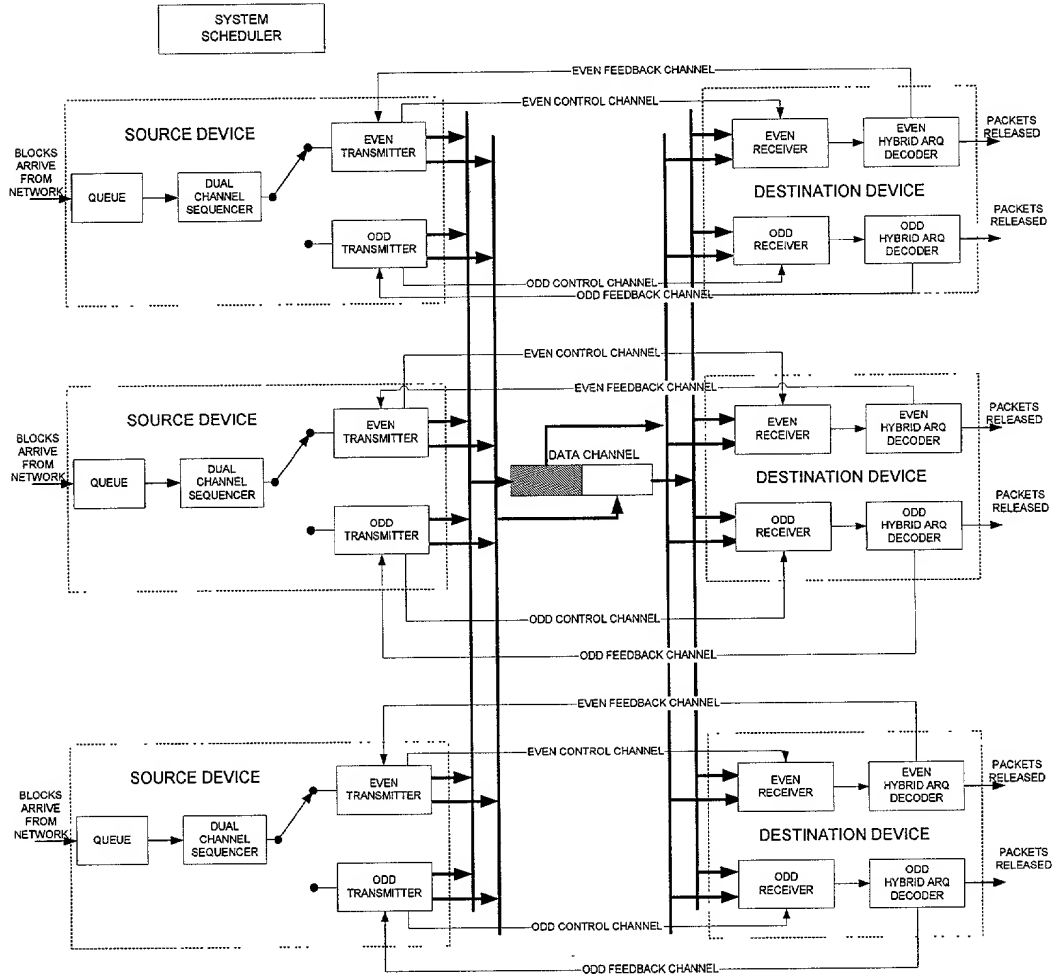 SYSTEM
SCHEDULER
EVEN FEEDBACK CHANNEL
EVEN CONTROL CHANNEL
SOURCE DEVICE
BLOCKS
ARRIVE
FROM
NETWORK
QUEUE
DUAL
CHANNEL
SEQUENCER
EVEN
TRANSMITTER
ODD
TRANSMITTER
EVEN
RECEIVER
EVEN
HYBRID ARQ
DECODER
PACKETS
RELEASED
DESTINATION DEVICE
ODD
RECEIVER
ODD
HYBRID ARQ
DECODER
PACKETS
RELEASED
ODD CONTROL CHANNEL
ODD FEEDBACK CHANNEL
EVEN CONTROL CHANNEL
EVEN FEEDBACK CHANNEL
SOURCE DEVICE
BLOCKS
ARRIVE
FROM
NETWORK
QUEUE
DUAL
CHANNEL
SEQUENCER
EVEN
TRANSMITTER
ODD
TRANSMITTER
DATA CHANNEL
EVEN
RECEIVER
EVEN
HYBRID ARQ
DECODER
PACKETS
RELEASED
DESTINATION DEVICE
ODD
RECEIVER
ODD
HYBRID ARQ
DECODER
PACKETS
RELEASED
ODD CONTROL CHANNEL
ODD FEEDBACK CHANNEL
EVEN FEEDBACK CHANNEL
EVEN CONTROL CHANNEL
SOURCE DEVICE
BLOCKS
ARRIVE
FROM
NETWORK
QUEUE
DUAL
CHANNEL
SEQUENCER
EVEN
TRANSMITTER
ODD
TRANSMITTER
EVEN
RECEIVER
EVEN
HYBRID ARQ
DECODER
PACKETS
RELEASED
DESTINATION DEVICE
ODD
RECEIVER
ODD
HYBRID ARQ
DECODER
PACKETS
RELEASED
ODD CONTROL CHANNEL
ODD FEEDBACK CHANNEL